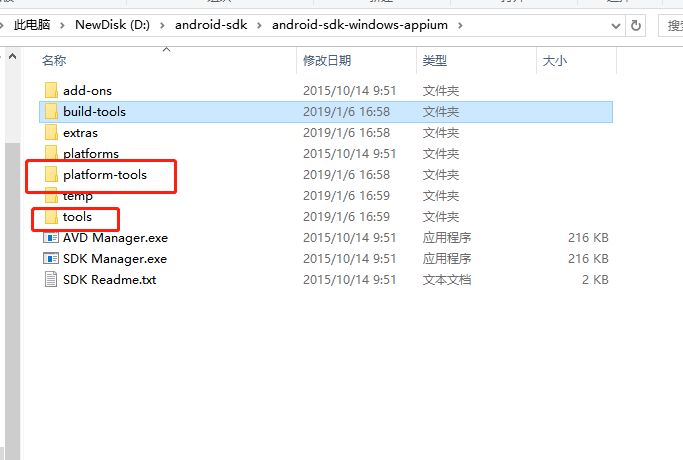 此电脑 > NewDisk (D:) > android-sdk > android-sdk-windows-appium >
名称 修改日期 类型 大小
add-ons 2015/10/14 9:51 文件夹
build-tools 2019/1/6 16:58 文件夹
extras 2019/1/6 16:58 文件夹
platforms 2015/10/14 9:51 文件夹
platform-tools 2019/1/6 16:58 文件夹
temp 2019/1/6 16:59 文件夹
tools 2019/1/6 16:59 文件夹
AVD Manager.exe 2015/10/14 9:51 应用程序 216 KB
SDK Manager.exe 2015/10/14 9:51 应用程序 216 KB
SDK Readme.txt 2015/10/14 9:51 文本文档 2 KB